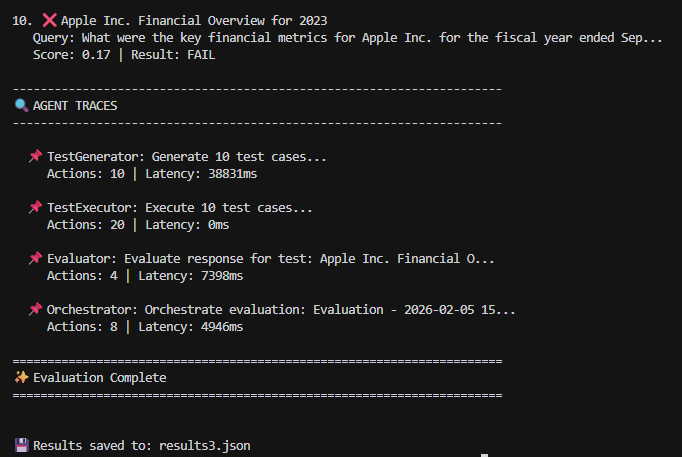 10. ❌ Apple Inc. Financial Overview for 2023
Query: What were the key financial metrics for Apple Inc. for the fiscal year ended Sep...
Score: 0.17 | Result: FAIL
----------------------------------------------------------------------
🔍 AGENT TRACES
----------------------------------------------------------------------
📌 TestGenerator: Generate 10 test cases...
Actions: 10 | Latency: 38831ms
📌 TestExecutor: Execute 10 test cases...
Actions: 20 | Latency: 0ms
📌 Evaluator: Evaluate response for test: Apple Inc. Financial O...
Actions: 4 | Latency: 7398ms
📌 Orchestrator: Orchestrate evaluation: Evaluation - 2026-02-05 15...
Actions: 8 | Latency: 4946ms
======================================================================
✨ Evaluation Complete
======================================================================
💾 Results saved to: results3.json